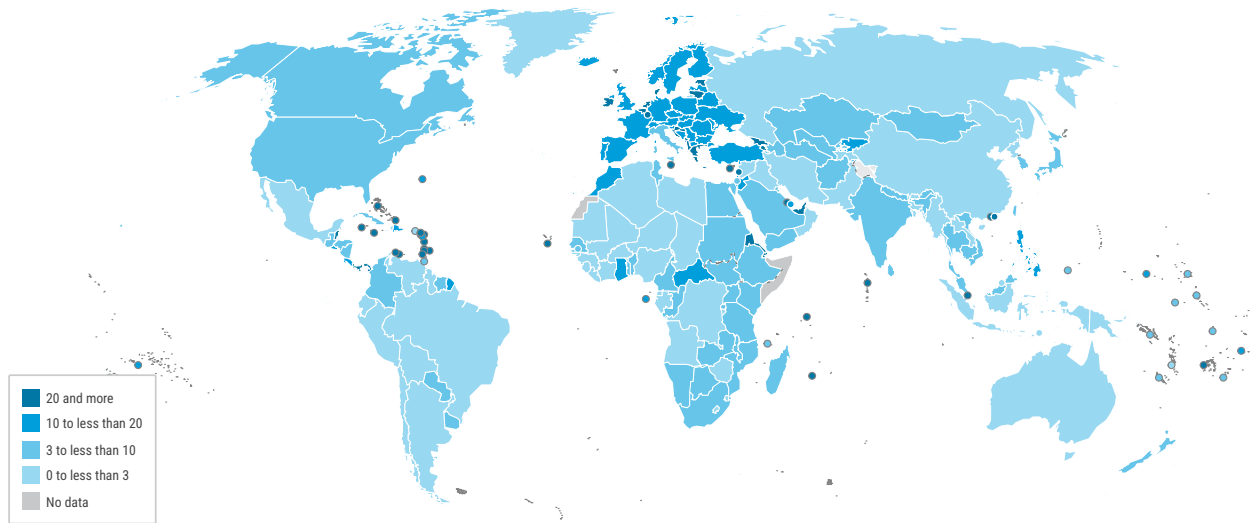 20 and more
10 to less than 20
3 to less than 10
0 to less than 3
No data